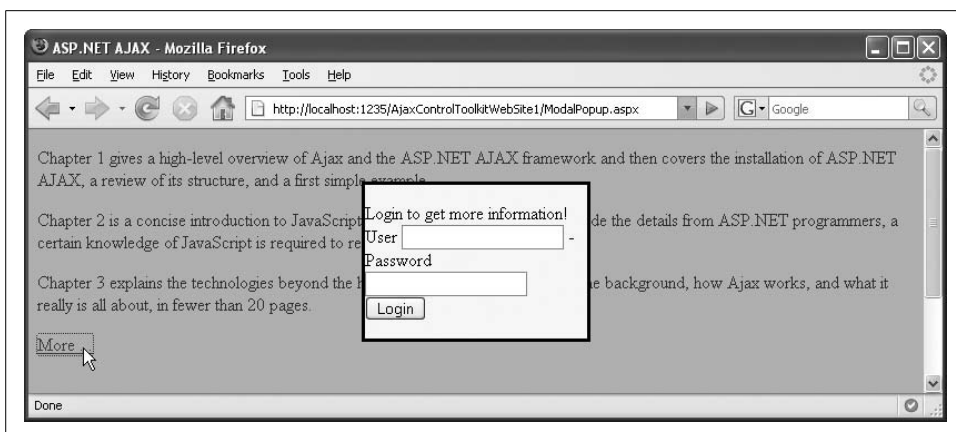 ASP.NET AJAX - Mozilla Firefox
File Edit View History Bookmarks Tools Help
http://localhost:1235/AjaxControlToolkitWebSite1/ModalPopup.aspx G Google
Chapter 1 gives a high-level overview of Ajax and the ASP.NET AJAX framework and then covers the installation of ASP.NET
AJAX, a review of its structure, and a first simple example.
Chapter 2 is a concise introduction to JavaScript
de the details from ASP.NET programmers, a
certain knowledge of JavaScript is required to re
Chapter 3 explains the technologies beyond the h
e background, how Ajax works, and what it
really is all about, in fewer than 20 pages.
More
Login to get more information!
User -
Password
Login
Done